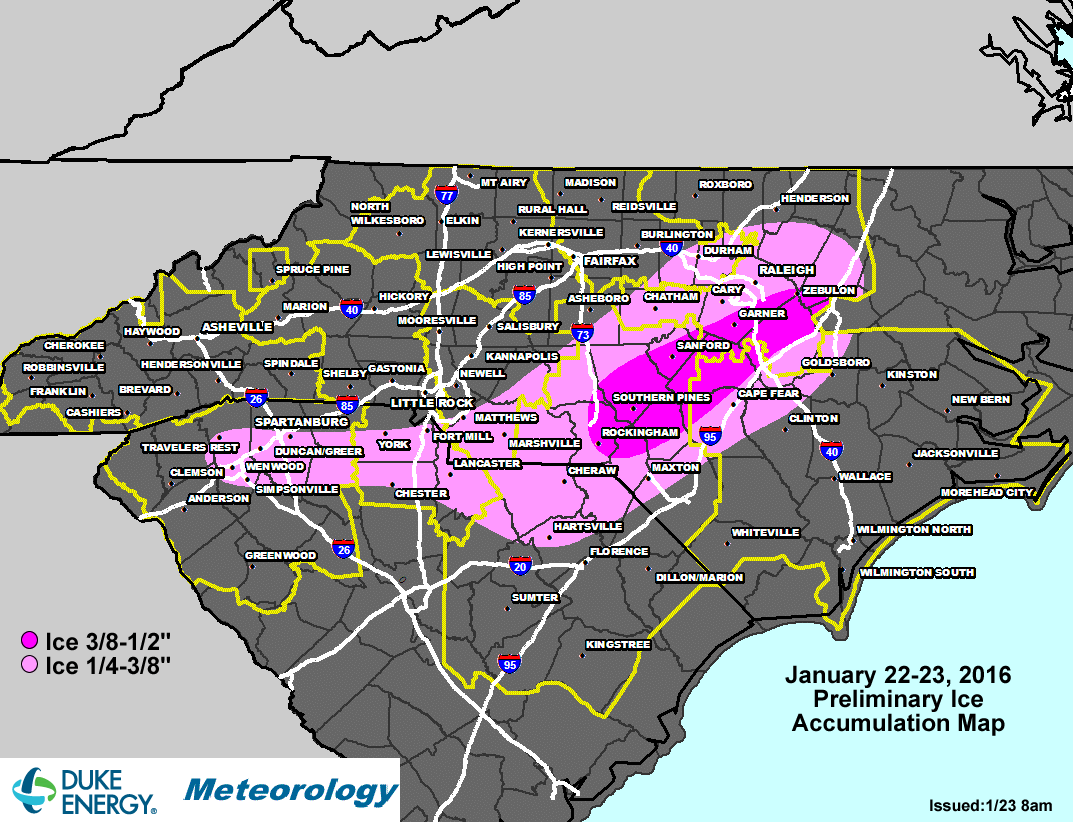 MT AIRY
MADISON
ROXBORO
77
NORTH
WILKESBORO
ELKIN
RURAL HALL
REIDSVILLE
HENDERSON
KERNERSVILLE
BURLINGTON
40
DURHAM
LEWISVILLE
HIGH POINT
FAIRFAX
RALEIGH
SPRUCE PINE
HICKORY
85
ASHEBORO
CHATHAM
CARY
ZEBULON
MARION
40
GARNER
HAYWOOD
ASHEVILLE
MOORESVILLE
SALISBURY
73
CHEROKEE
SANFORD
ROBBINSVILLE
HENDERSONVILLE
SPINDALE
SHELBY
GASTONIA
KANNAPOLIS
NEWELL
GOLDSBORO
KINSTON
FRANKLIN
BREVARD
26
85
LITTLE ROCK
SOUTHERN PINES
CAPE FEAR
NEW BERN
CASHIERS
SPARTANBURG
MATTHEWS
CLINTON
TRAVELERS REST
DUNCAN/GREER
YORK
FORT MILL
MARSHVILLE
ROCKINGHAM
95
40
JACKSONVILLE
CLEMSON
WENWOOD
LANCASTER
CHERAW
MAXTON
WALLACE
ANDERSON
SIMPSONVILLE
CHESTER
MOREHEAD CITY
HARTSVILLE
WHITEVILLE
WILMINGTON NORTH
GREENWOOD
26
20
FLORENCE
DILLON/MARION
WILMINGTON SOUTH
SUMTER
KINGSTREE
95
Ice 3/8-1/2"
Ice 1/4-3/8"
January 22-23, 2016
Preliminary Ice
Accumulation Map
DUKE
ENERGY®
Meteorology
Issued:1/23 8am